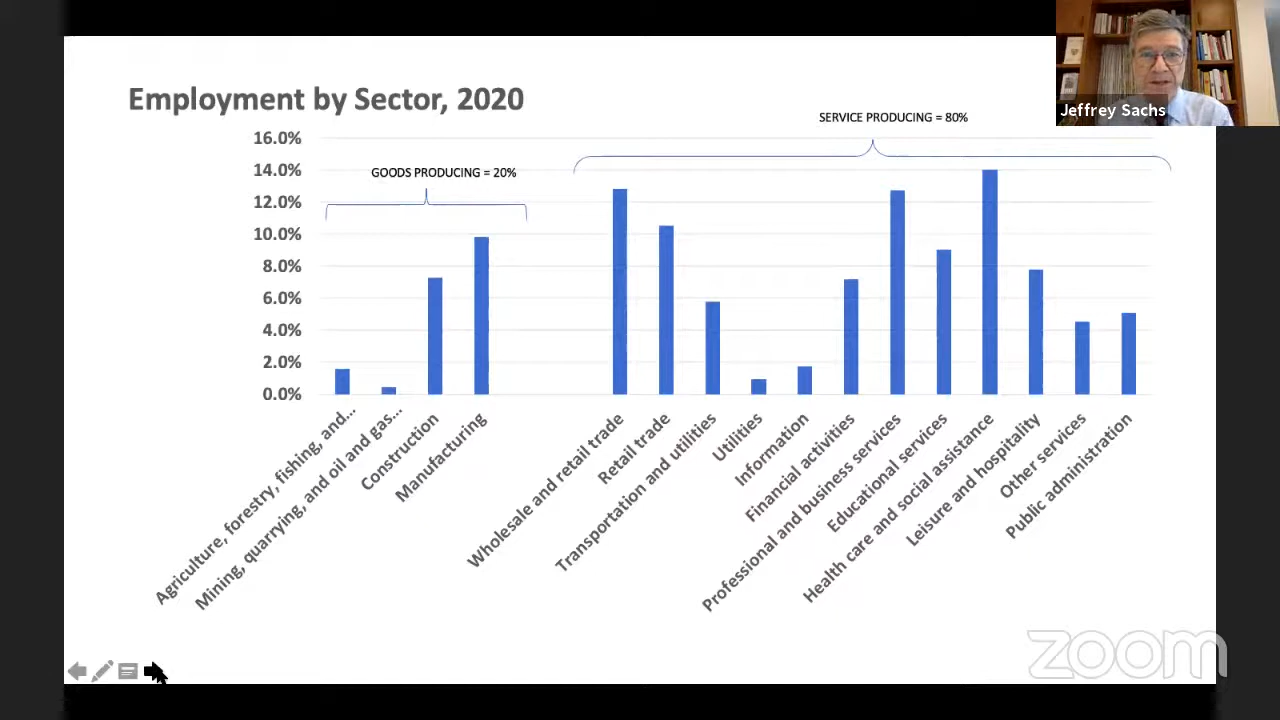 Jeffrey Sachs
Employment by Sector, 2020
SERVICE PRODUCING = 80%
GOODS PRODUCING = 20%
16.0%
14.0%
12.0%
10.0%
8.0%
6.0%
4.0%
2.0%
0.0%
Agriculture, forestry, fishing, and...
Mining, quarrying, and oil and gas...
Construction
Manufacturing
Wholesale and retail trade
Retail trade
Transportation and utilities
Utilities
Information
Financial activities
Professional and business services
Educational services
Health care and social assistance
Leisure and hospitality
Other services
Public administration
zoom